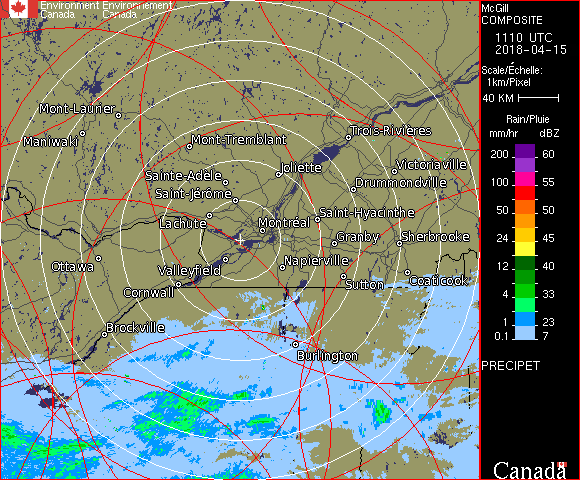 Environment Environnement
Canada Canada
McGill
COMPOSITE
1110 UTC
2018-04-15
Scale/Échelle:
1km/Pixel
40 KM
Rain/Pluie
mm/hr dBZ
200 60
55
100 55
50 50
24 45
12 40
4 33
1 23
0.1 7
PRECIPET
Canada
Mont-Laurier
Maniwaki
Mont-Tremblant
Trois-Rivières
Sainte-Adèle
Joliette
Victoriaville
Saint-Jérôme
Drummondville
Lachute
Montréal
Saint-Hyacinthe
Granby
Sherbrooke
Ottawa
Valleyfield
Napierville
Cornwall
Sutton
Coaticook
Brockville
Burlington